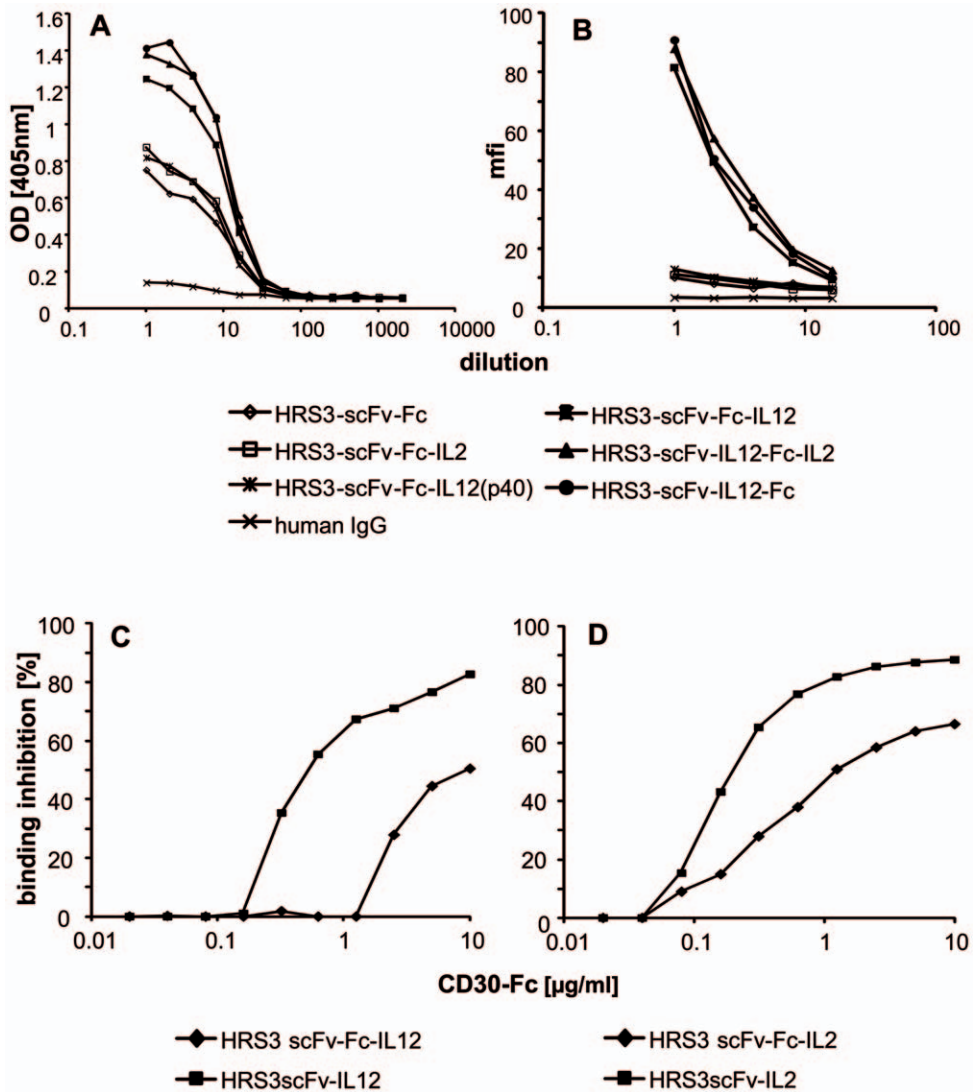 A
1.6
1.4
1.2
1
0.8
0.6
0.4
0.2
0
OD [405nm]
0.1
1
10
100
1000
10000
B
100
80
60
40
20
0
mfi
0.1
1
10
100
dilution
HRS3-scFv-Fc
HRS3-scFv-Fc-IL2
HRS3-scFv-Fc-IL12(p40)
human IgG
HRS3-scFv-Fc-IL12
HRS3-scFv-IL12-Fc-IL2
HRS3-scFv-IL12-Fc
C
100
80
60
40
20
0
binding inhibition [%]
0.01
0.1
1
10
D
100
80
60
40
20
0
0.01
0.1
1
10
CD30-Fc [µg/ml]
HRS3 scFv-Fc-IL12
HRS3scFv-IL12
HRS3 scFv-Fc-IL2
HRS3scFv-IL2